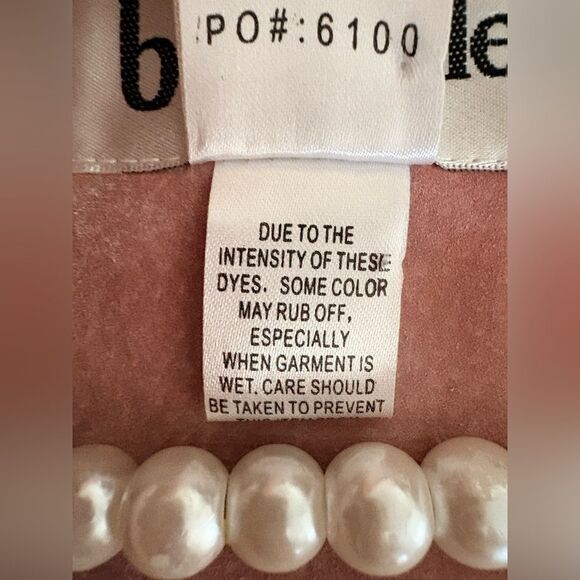 b
PO#:6100
le
DUE TO THE
INTENSITY OF THESE
DYES. SOME COLOR
MAY RUB OFF,
ESPECIALLY
WHEN GARMENT IS
WET. CARE SHOULD
BE TAKEN TO PREVENT